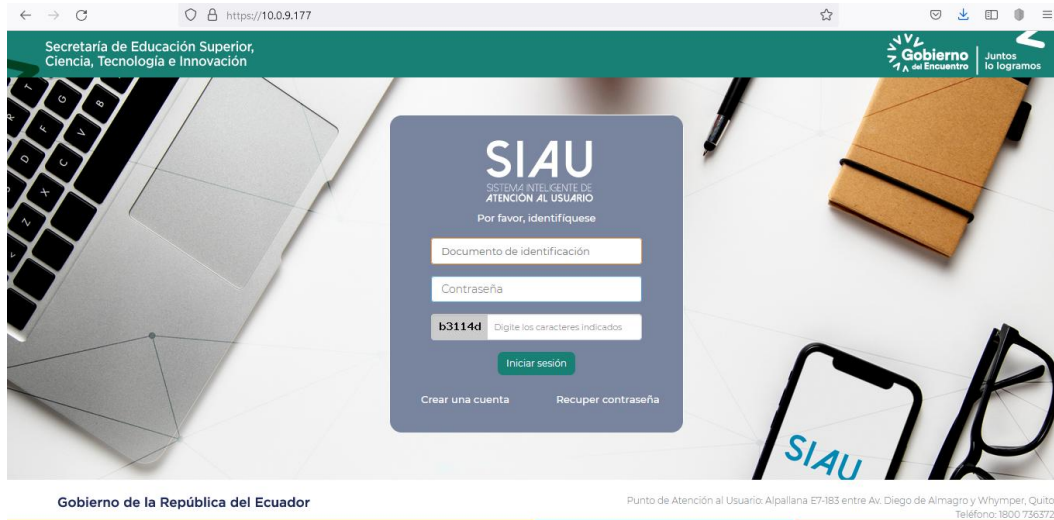 https://10.0.9.177
Secretaría de Educación Superior,
Ciencia, Tecnología e Innovación
Gobierno
del Encuentro
Juntos
lo logramos
SIAU
SISTEMA INTELIGENTE DE
ATENCIÓN AL USUARIO
Por favor, identifíquese
Documento de identificación
Contraseña
b3114d Digite los caracteres indicados
Iniciar sesión
Crear una cuenta Recuper contraseña
SIAU
Gobierno de la República del Ecuador
Punto de Atención al Usuario: Alpallana E7-183 entre Av. Diego de Almagro y Whymper, Quito
Teléfono: 1800 736372